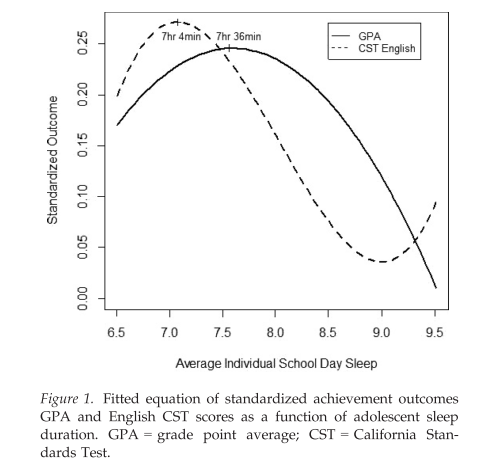 7hr 4min 7hr 36min
GPA
CST English
Standardized Outcome
0.25
0.20
0.15
0.10
0.05
0.00
6.5 7.0 7.5 8.0 8.5 9.0 9.5
Average Individual School Day Sleep
Figure 1. Fitted equation of standardized achievement outcomes
GPA and English CST scores as a function of adolescent sleep
duration. GPA = grade point average; CST = California Stan-
dards Test.